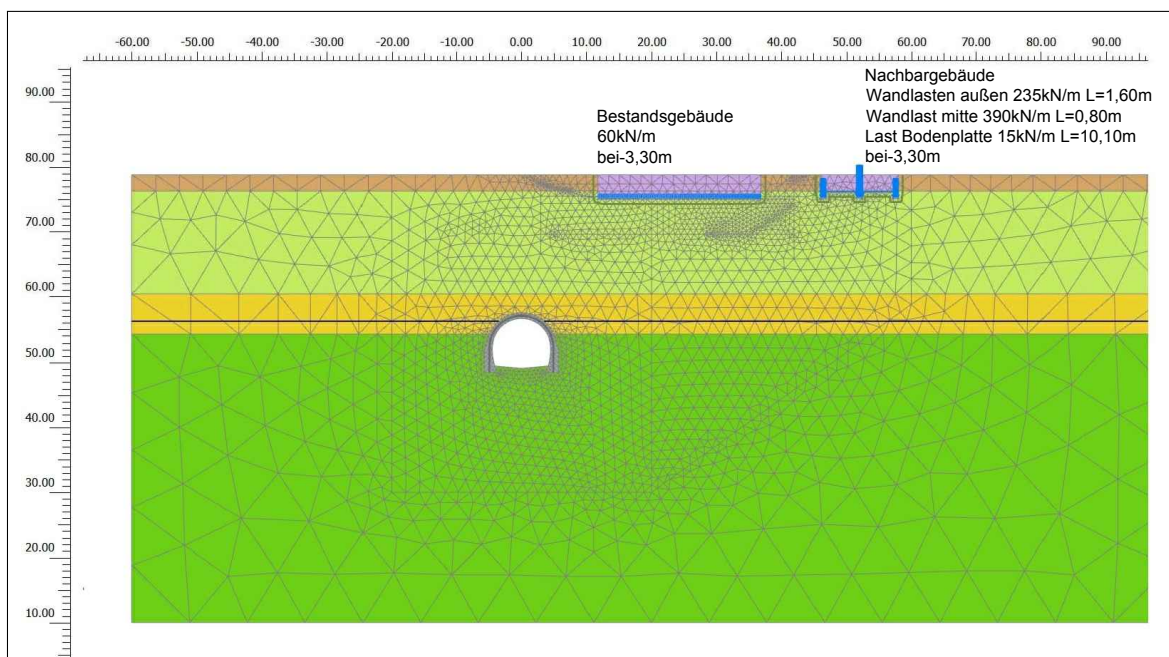 -60.00 -50.00 -40.00 -30.00 -20.00 -10.00 0.00 10.00 20.00 30.00 40.00 50.00 60.00 70.00 80.00 90.00
Nachbargebäude
Wandlasten außen 235kN/m L=1,60m
Wandlast mitte 390kN/m L=0,80m
Last Bodenplatte 15kN/m L=10,10m
bei-3,30m
Bestandsgebäude
60kN/m
bei-3,30m
90.00
80.00
70.00
60.00
50.00
40.00
30.00
20.00
10.00